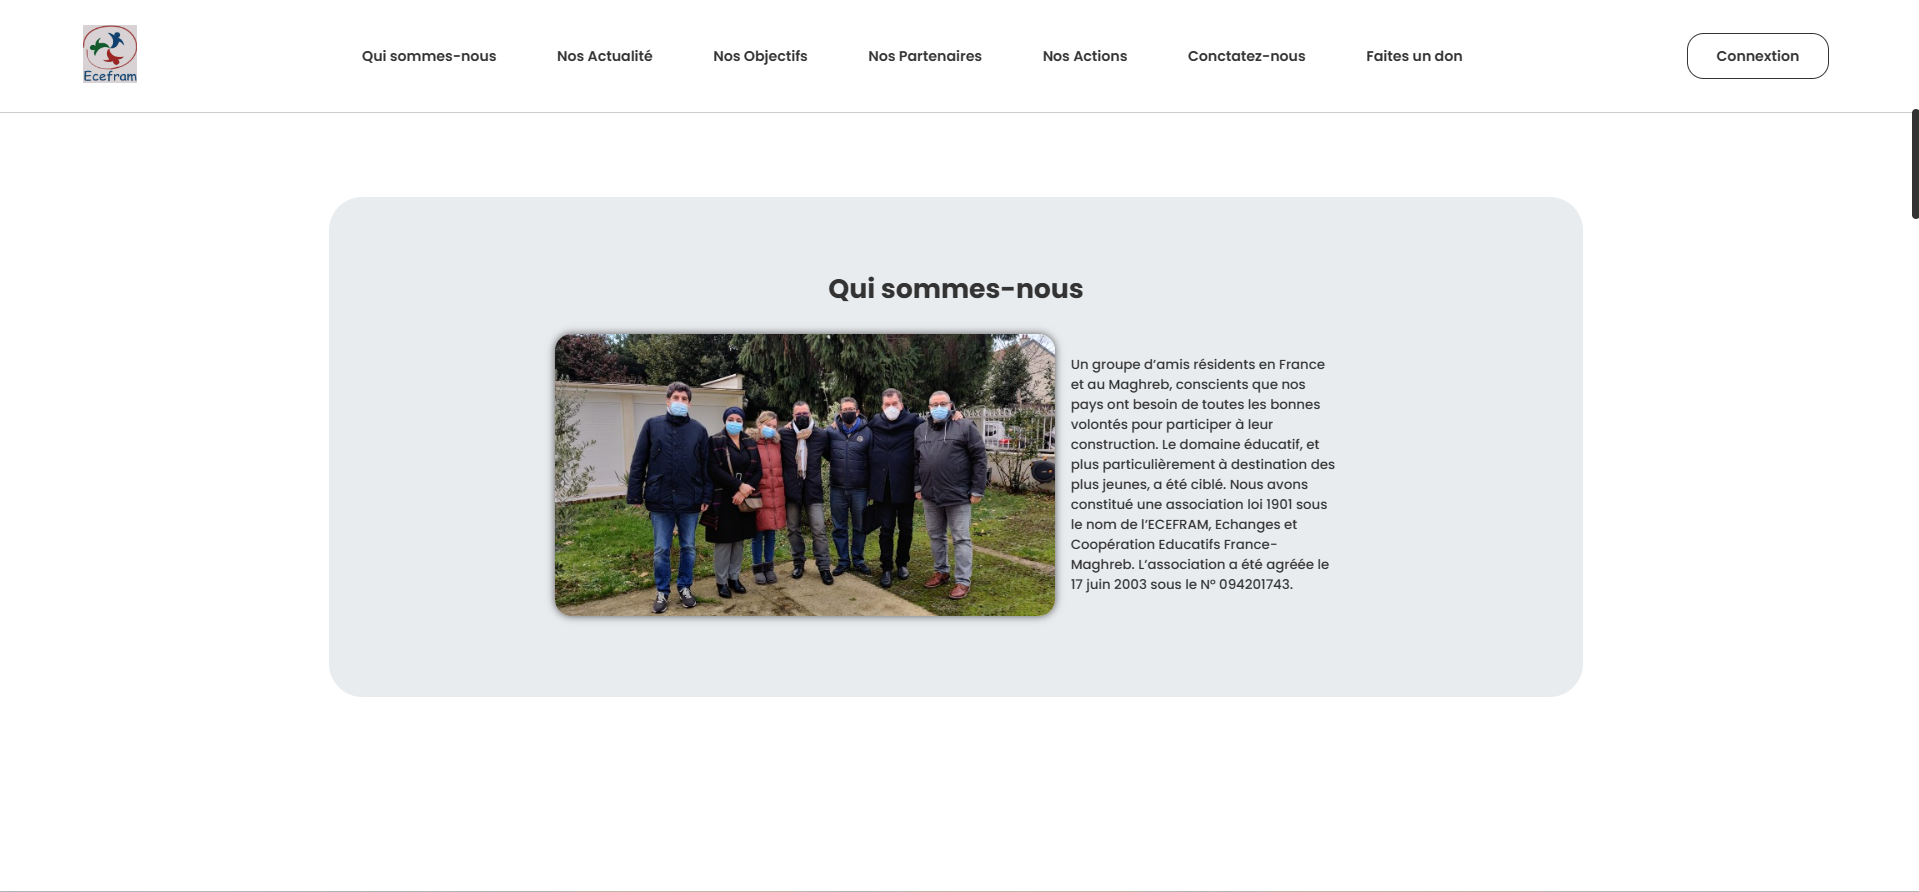 Ecefram
Qui sommes-nous
Nos Actualité
Nos Objectifs
Nos Partenaires
Nos Actions
Conctatez-nous
Faites un don
Connextion
Qui sommes-nous
Un groupe d’amis résidents en France
et au Maghreb, conscients que nos
pays ont besoin de toutes les bonnes
volontés pour participer à leur
construction. Le domaine éducatif, et
plus particulièrement à destination des
plus jeunes, a été ciblé. Nous avons
constitué une association loi 1901 sous
le nom de l’ECEFRAM, Echanges et
Coopération Educatifs France-
Maghreb. L’association a été agréée le
17 juin 2003 sous le N° 094201743.